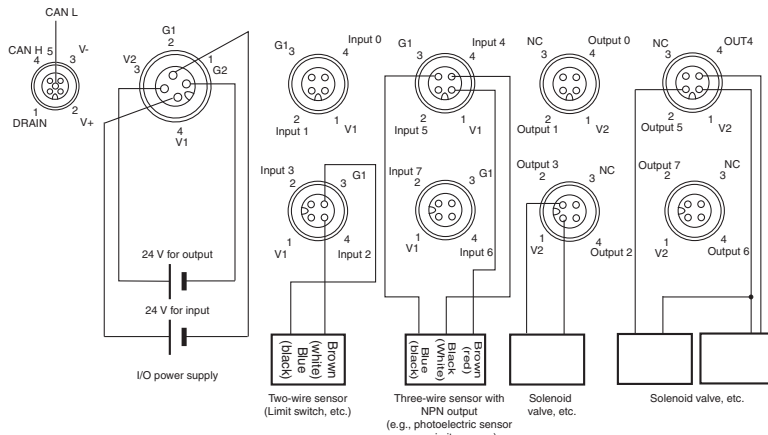 CAN L
CAN H
5
4
3
V-
1
2
DRAIN
V+
G1
2
V2
3
1
G2
4
V1
24 V for output
24 V for input
I/O power supply
G1
3
4
Input 0
2
1
Input 1
V1
Input 3
2
3
G1
1
4
V1
Input 2
Brown
(white)
Blue
(black)
Two-wire sensor
(Limit switch, etc.)
G1
3
4
Input 4
2
1
Input 5
V1
Input 7
2
3
G1
1
4
V1
Input 6
Brown
(red)
Black
(White)
Blue
(black)
Three-wire sensor with
NPN output
(e.g., photoelectric sensor
NC
3
4
Output 0
2
1
Output 1
V2
Output 3
2
3
NC
1
4
V2
Output 2
Solenoid
valve, etc.
NC
3
4
OUT4
2
1
Output 5
V2
Output 7
2
3
NC
1
4
V2
Output 6
Solenoid valve, etc.